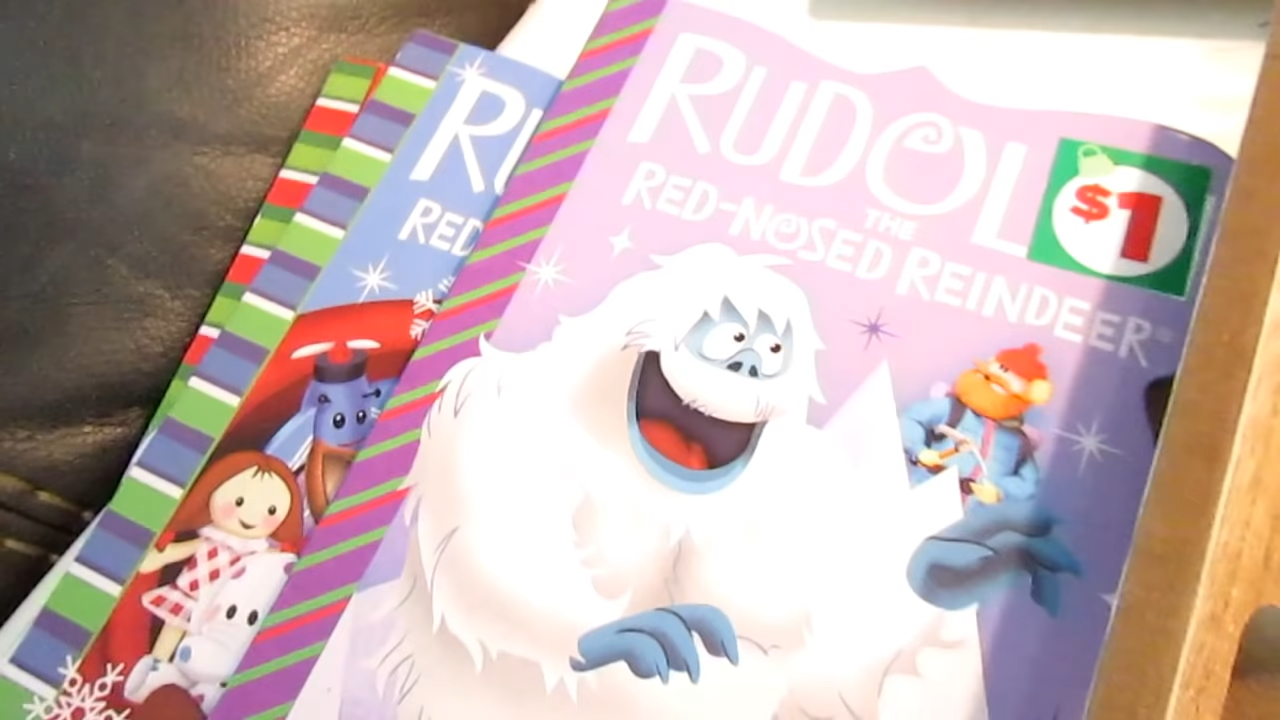 RUDOL
THE
RED-NOSED REINDEER®
$1
RU
RED